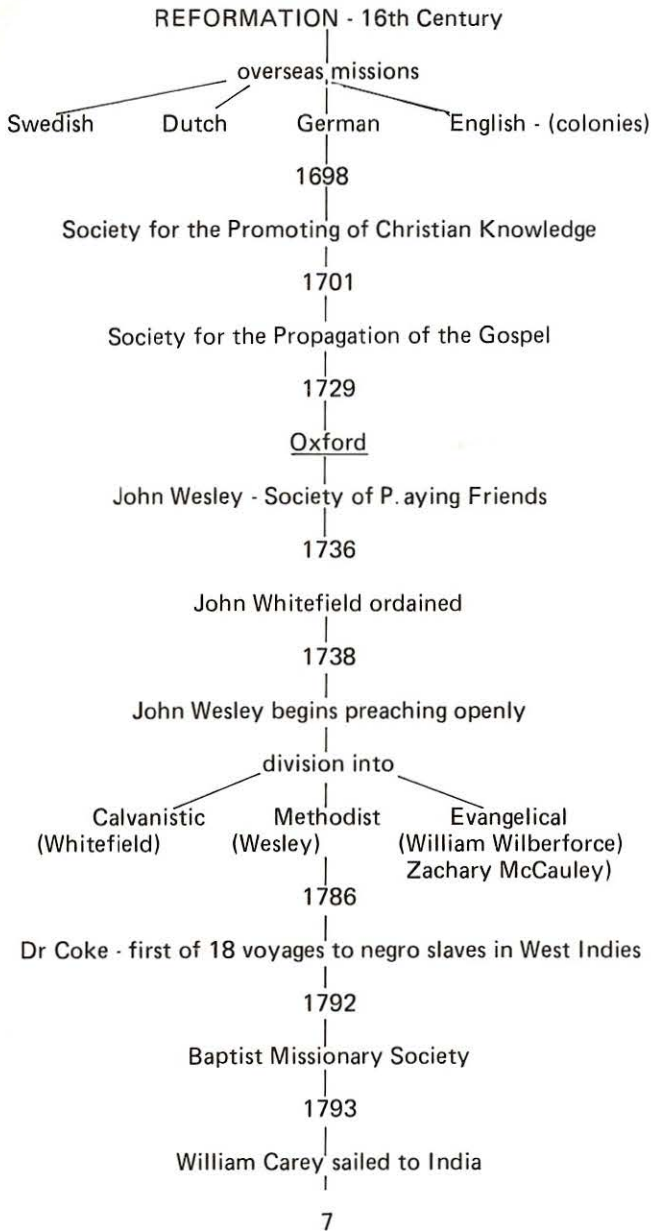 REFORMATION - 16th Century
overseas missions
Swedish Dutch German English - (colonies)
1698
Society for the Promoting of Christian Knowledge
1701
Society for the Propagation of the Gospel
1729
Oxford
John Wesley - Society of P.aying Friends
1736
John Whitefield ordained
1738
John Wesley begins preaching openly
division into
Calvanistic Methodist Evangelical
(Whitefield) (Wesley) (William Wilberforce)
Zachary McCauley)
1786
Dr Coke - first of 18 voyages to negro slaves in West Indies
1792
Baptist Missionary Society
1793
William Carey sailed to India
7